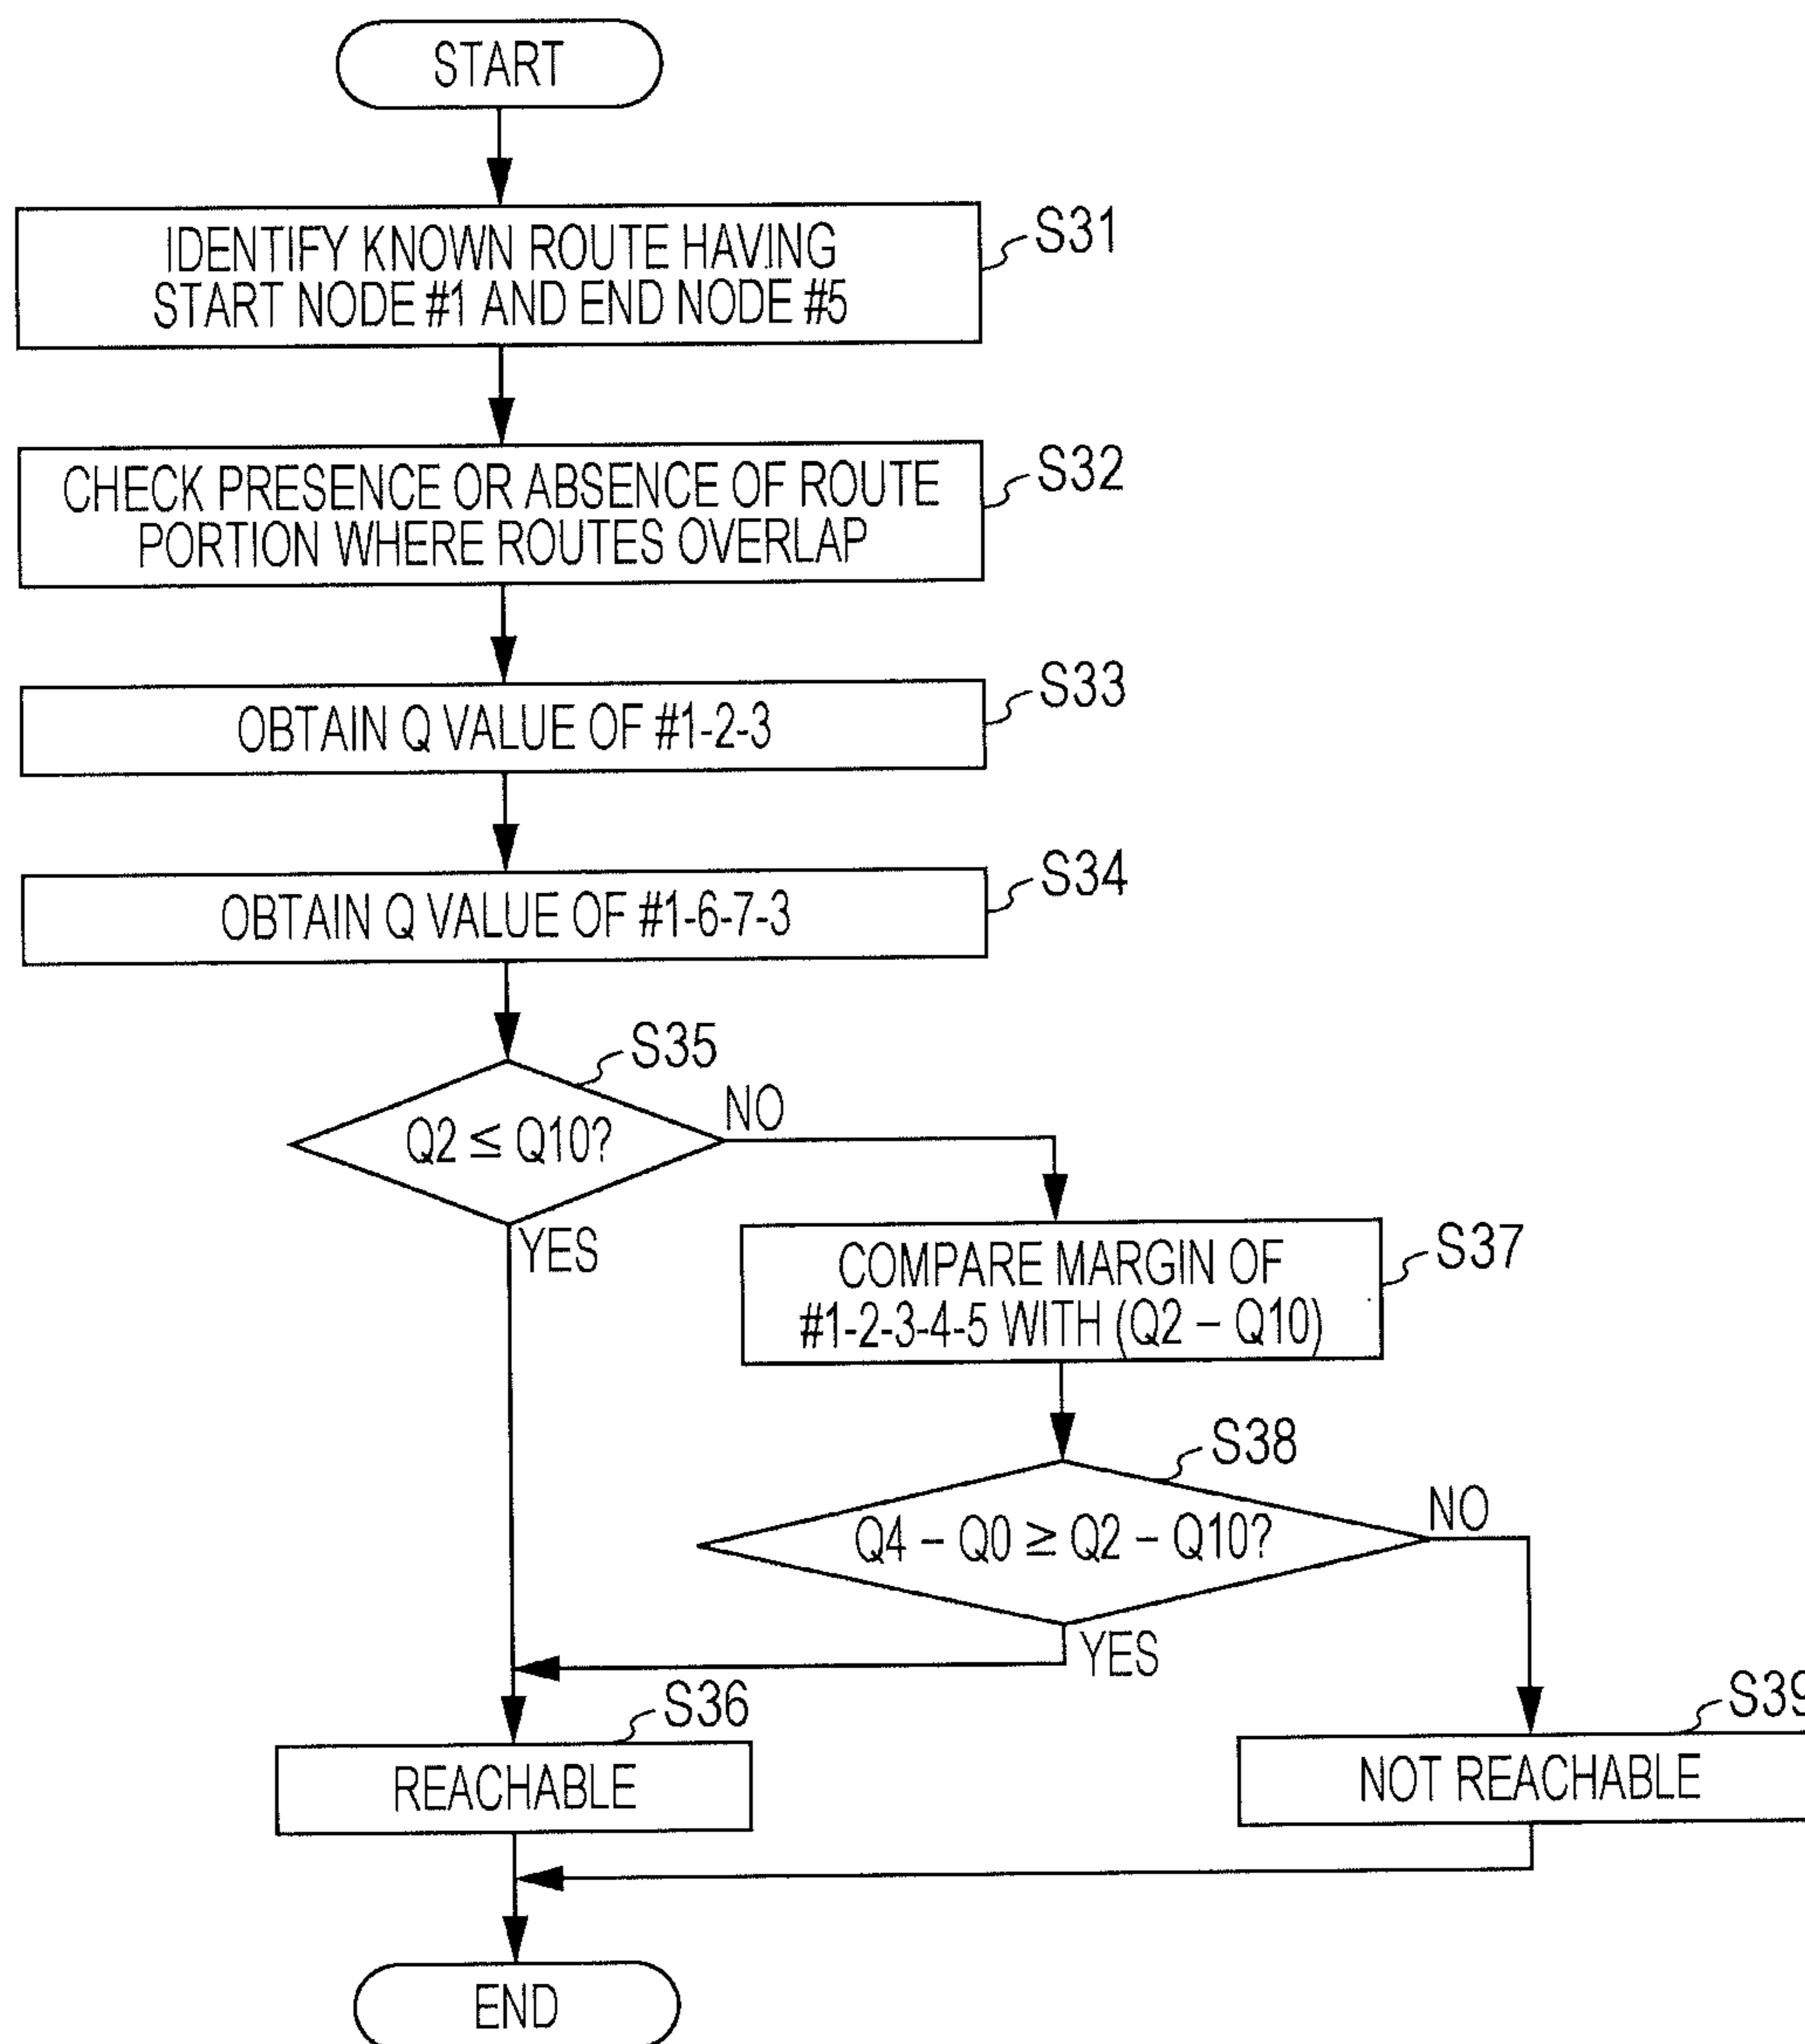 START
IDENTIFY KNOWN ROUTE HAVING
START NODE #1 AND END NODE #5
S31
CHECK PRESENCE OR ABSENCE OF ROUTE
PORTION WHERE ROUTES OVERLAP
S32
OBTAIN Q VALUE OF #1-2-3
S33
OBTAIN Q VALUE OF #1-6-7-3
S34
S35
Q2 ≤ Q10?
NO
YES
COMPARE MARGIN OF
#1-2-3-4-5 WITH (Q2 – Q10)
S37
S38
Q4 – Q0 ≥ Q2 – Q10?
NO
YES
S36
REACHABLE
S39
NOT REACHABLE
END